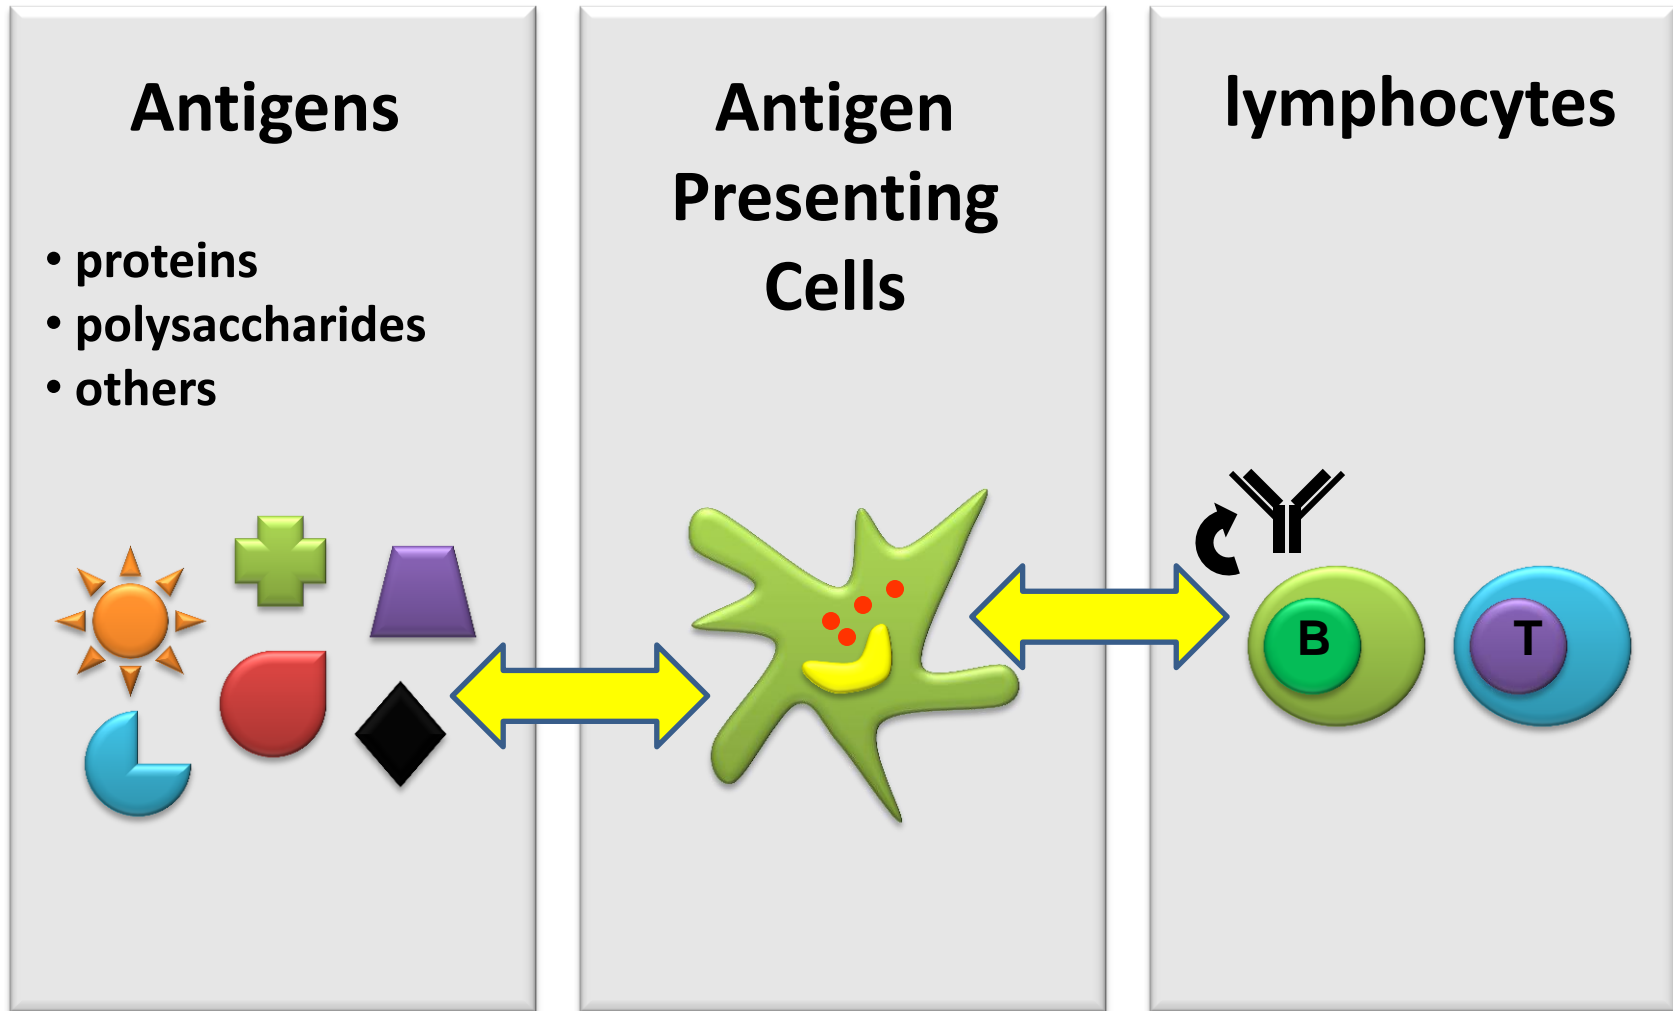 Antigens
• proteins
• polysaccharides
• others
Antigen
Presenting
Cells
lymphocytes
B
T